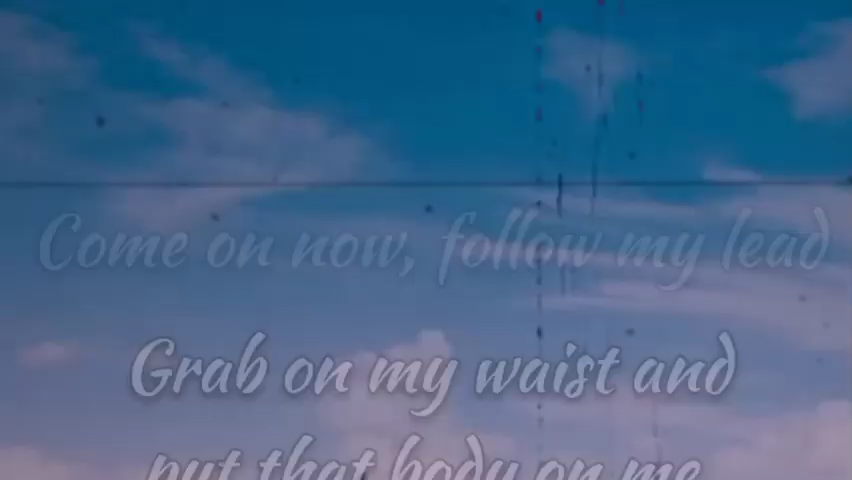 Come on now, follow my lead
Grab on my waist and
put that body on me